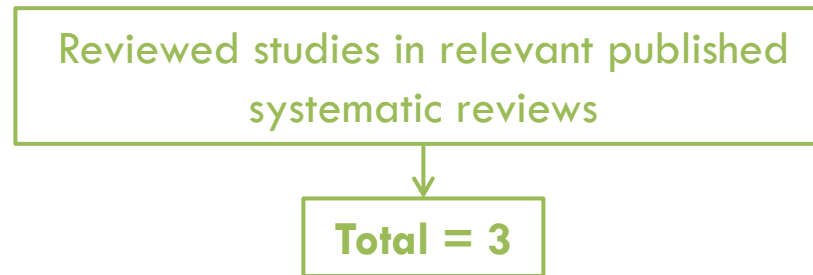 Reviewed studies in relevant published
systematic reviews
Total = 3